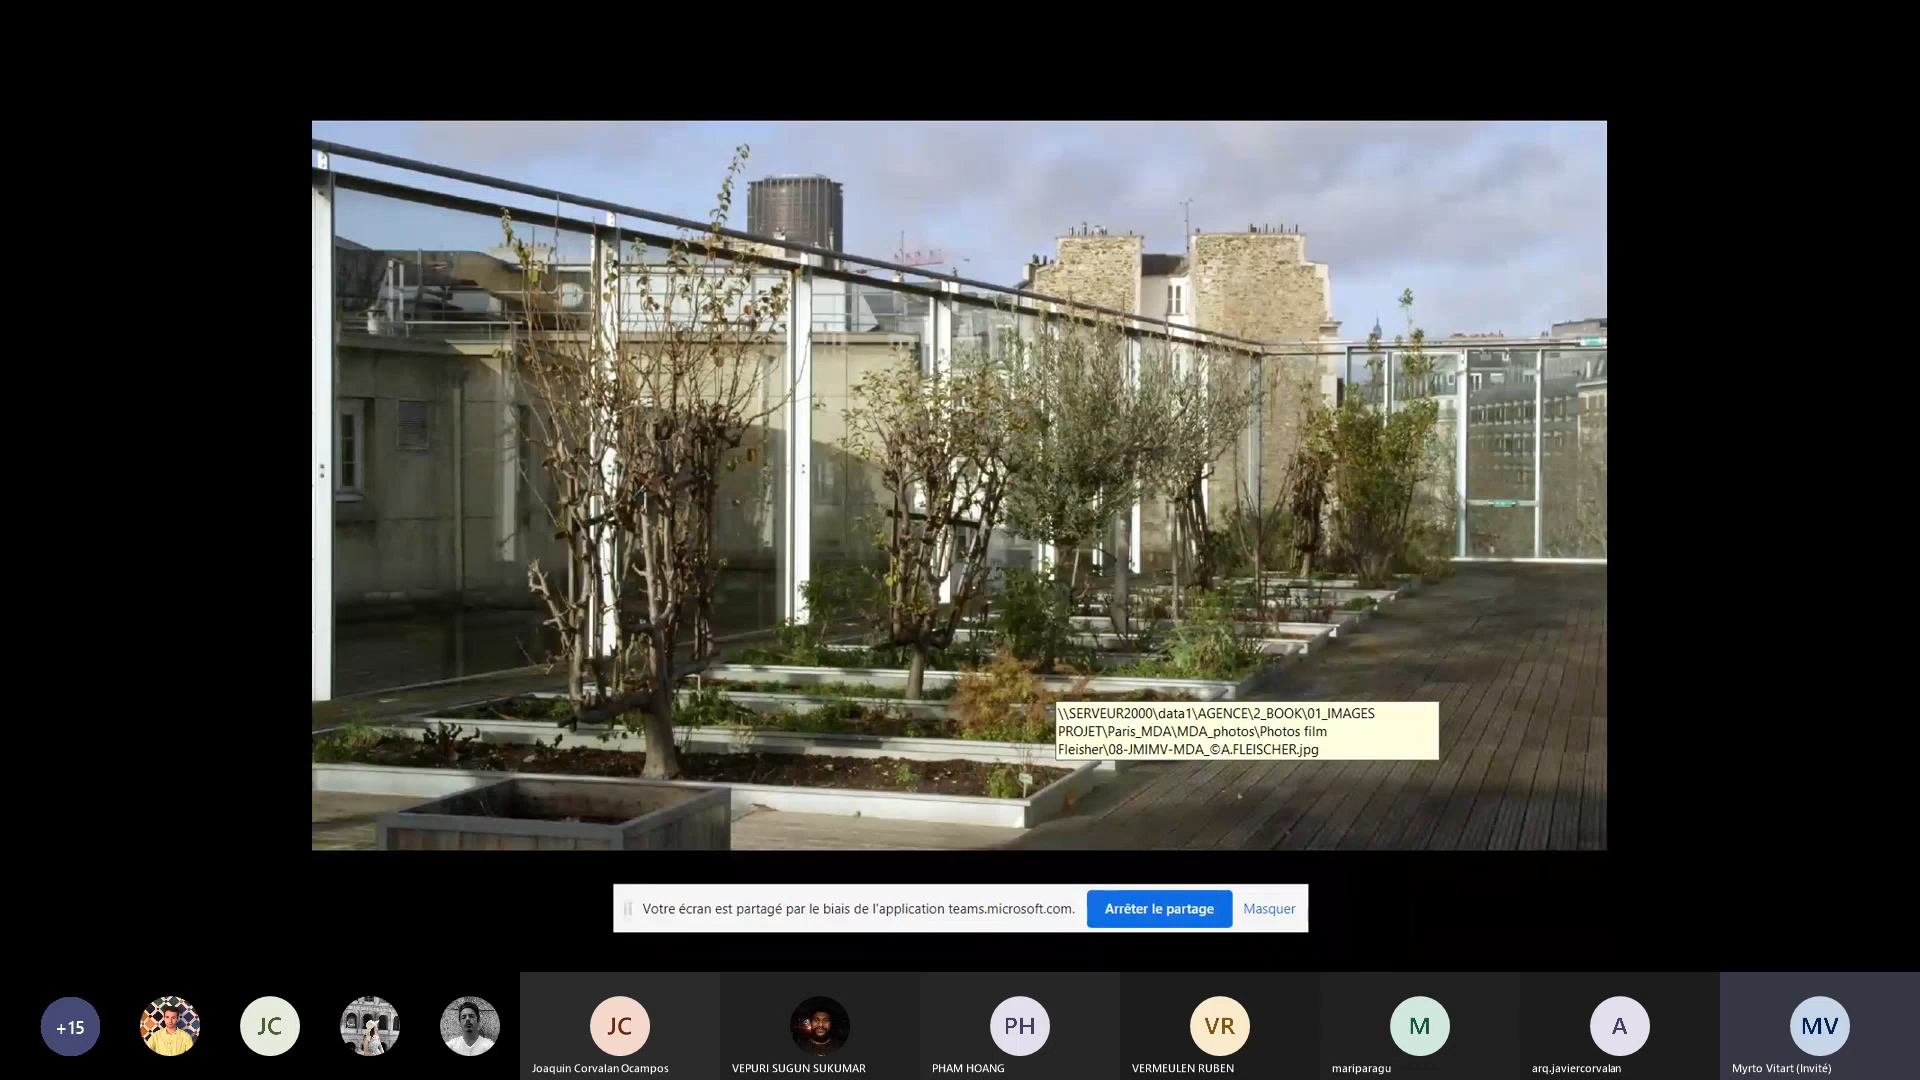 \\SERVEUR2000\data1\AGENCE\2_BOOK\01_IMAGES
PROJET\Paris_MDA\MDA_photos\Photos film
Fleisher\08-JMIMV-MDA_©A.FLEISCHER.jpg
Votre écran est partagé par le biais de l'application teams.microsoft.com.
Arrêter le partage
Masquer
+15
JC
JC
PH
VR
M
A
MV
Joaquin Corvalan Ocampos
VEPURI SUGUN SUKUMAR
PHAM HOANG
VERMEULEN RUBEN
mariparagu
arq.javiercorvalan
Myrto Vitart (Invité)